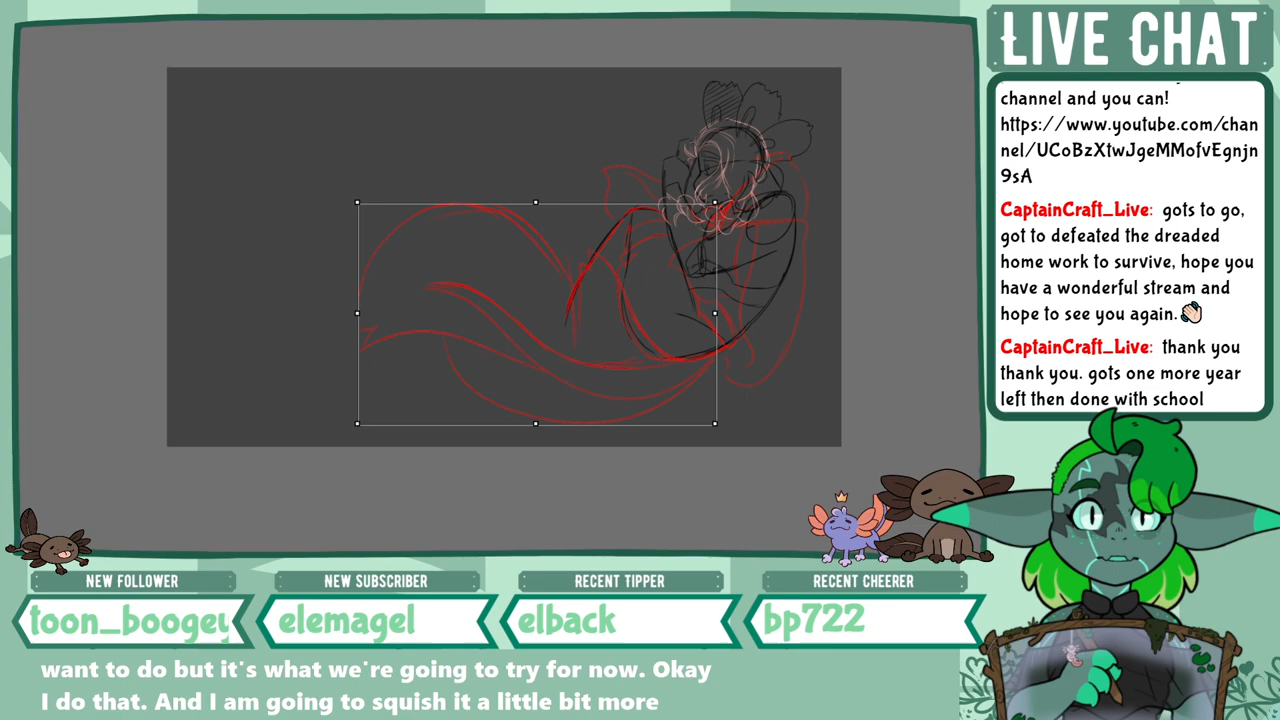 LIVE CHAT
channel and you can!
https://www.youtube.com/chan
nel/UCoBzXtwJgeMMofvEgnjn
9sA
CaptainCraft_Live: gots to go,
got to defeated the dreaded
home work to survive, hope you
have a wonderful stream and
hope to see you again.
CaptainCraft_Live: thank you
thank you. gots one more year
left then done with school
NEW FOLLOWER
NEW SUBSCRIBER
RECENT TIPPER
RECENT CHEERER
toon_boogey
elemagel
elback
bp722
want to do but it's what we're going to try for now. Okay
I do that. And I am going to squish it a little bit more